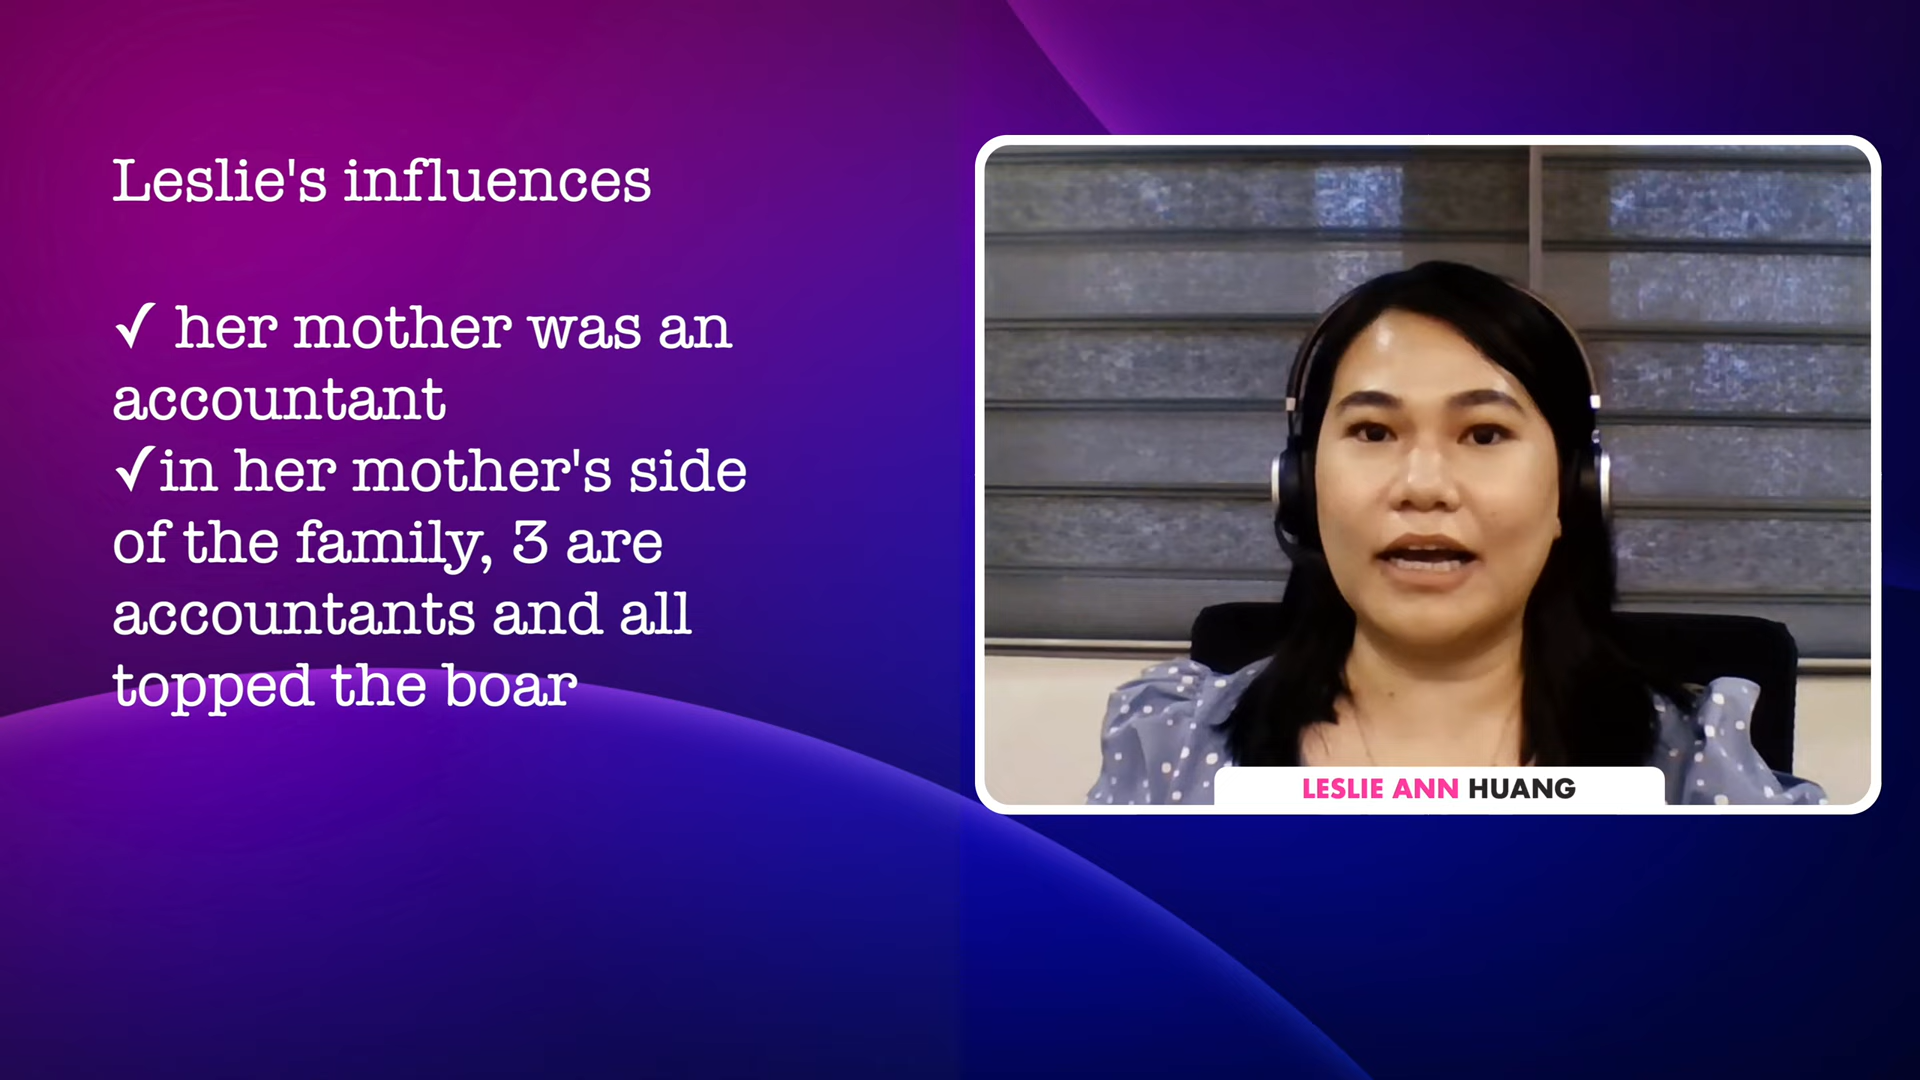 Leslie's influences
✓ her mother was an
accountant
✓in her mother's side
of the family, 3 are
accountants and all
topped the boar
LESLIE ANN HUANG